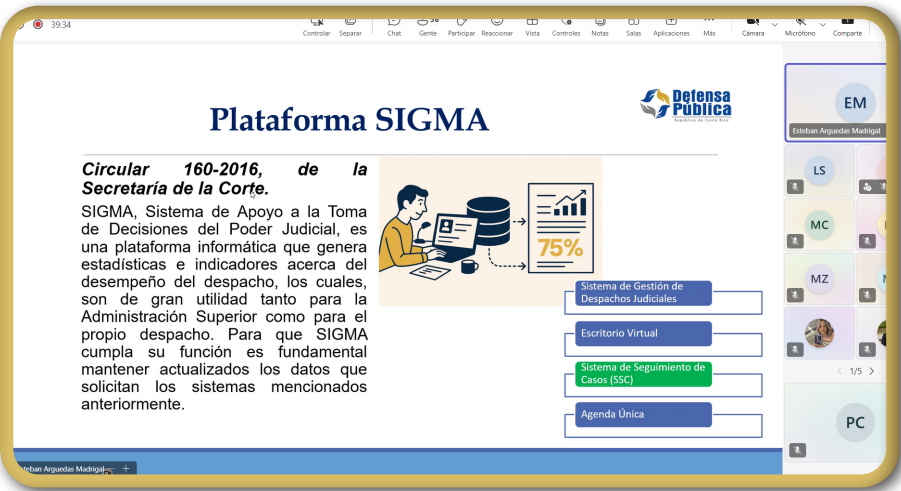 39:34
Controlar Separar Chat Gente Participar Reaccionar Vista Controles Notas Salas Aplicaciones Más Cámara Micrófono Comparte
Plataforma SIGMA
Defensa
Pública
República de Costa Rica
Circular 160-2016, de la
Secretaría de la Corte.
SIGMA, Sistema de Apoyo a la Toma
de Decisiones del Poder Judicial, es
una plataforma informática que genera
estadísticas e indicadores acerca del
desempeño del despacho, los cuales,
son de gran utilidad tanto para la
Administración Superior como para el
propio despacho. Para que SIGMA
cumpla su función es fundamental
mantener actualizados los datos que
solicitan los sistemas mencionados
anteriormente.
75%
Sistema de Gestión de
Despachos Judiciales
Escritorio Virtual
Sistema de Seguimiento de
Casos (SSC)
Agenda Única
EM
Esteban Arguedas Madrigal
LS
MC
MZ
1/5
PC
teban Arguedas Madrigal